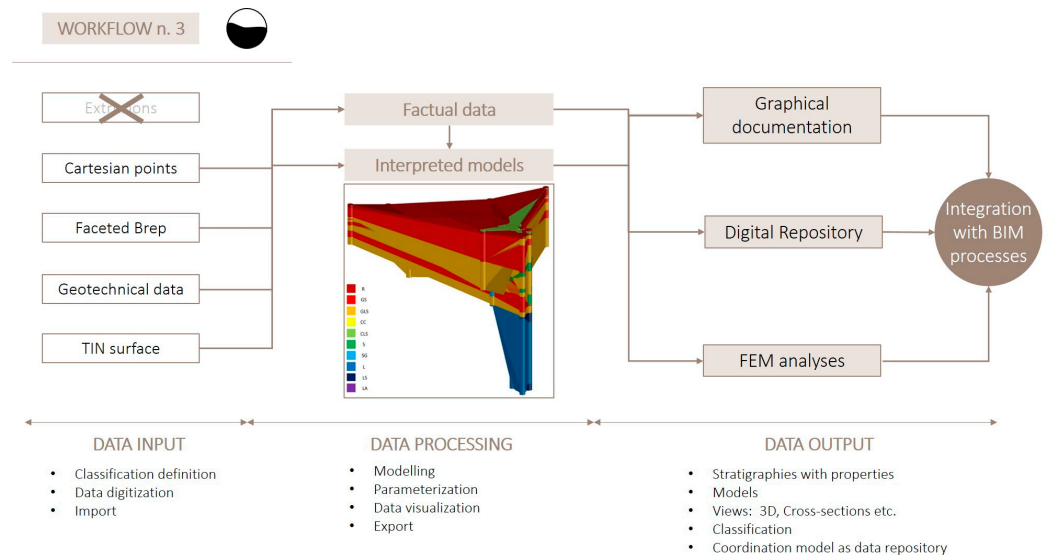 WORKFLOW n. 3
Extrusions
Cartesian points
Faceted Brep
Geotechnical data
TIN surface
Factual data
Interpreted models
R
GS
GLS
CC
CLS
S
SG
L
LS
LA
Graphical
documentation
Digital Repository
FEM analyses
Integration
with BIM
processes
DATA INPUT
• Classification definition
• Data digitization
• Import
DATA PROCESSING
• Modelling
• Parameterization
• Data visualization
• Export
DATA OUTPUT
• Stratigraphies with properties
• Models
• Views: 3D, Cross-sections etc.
• Classification
• Coordination model as data repository